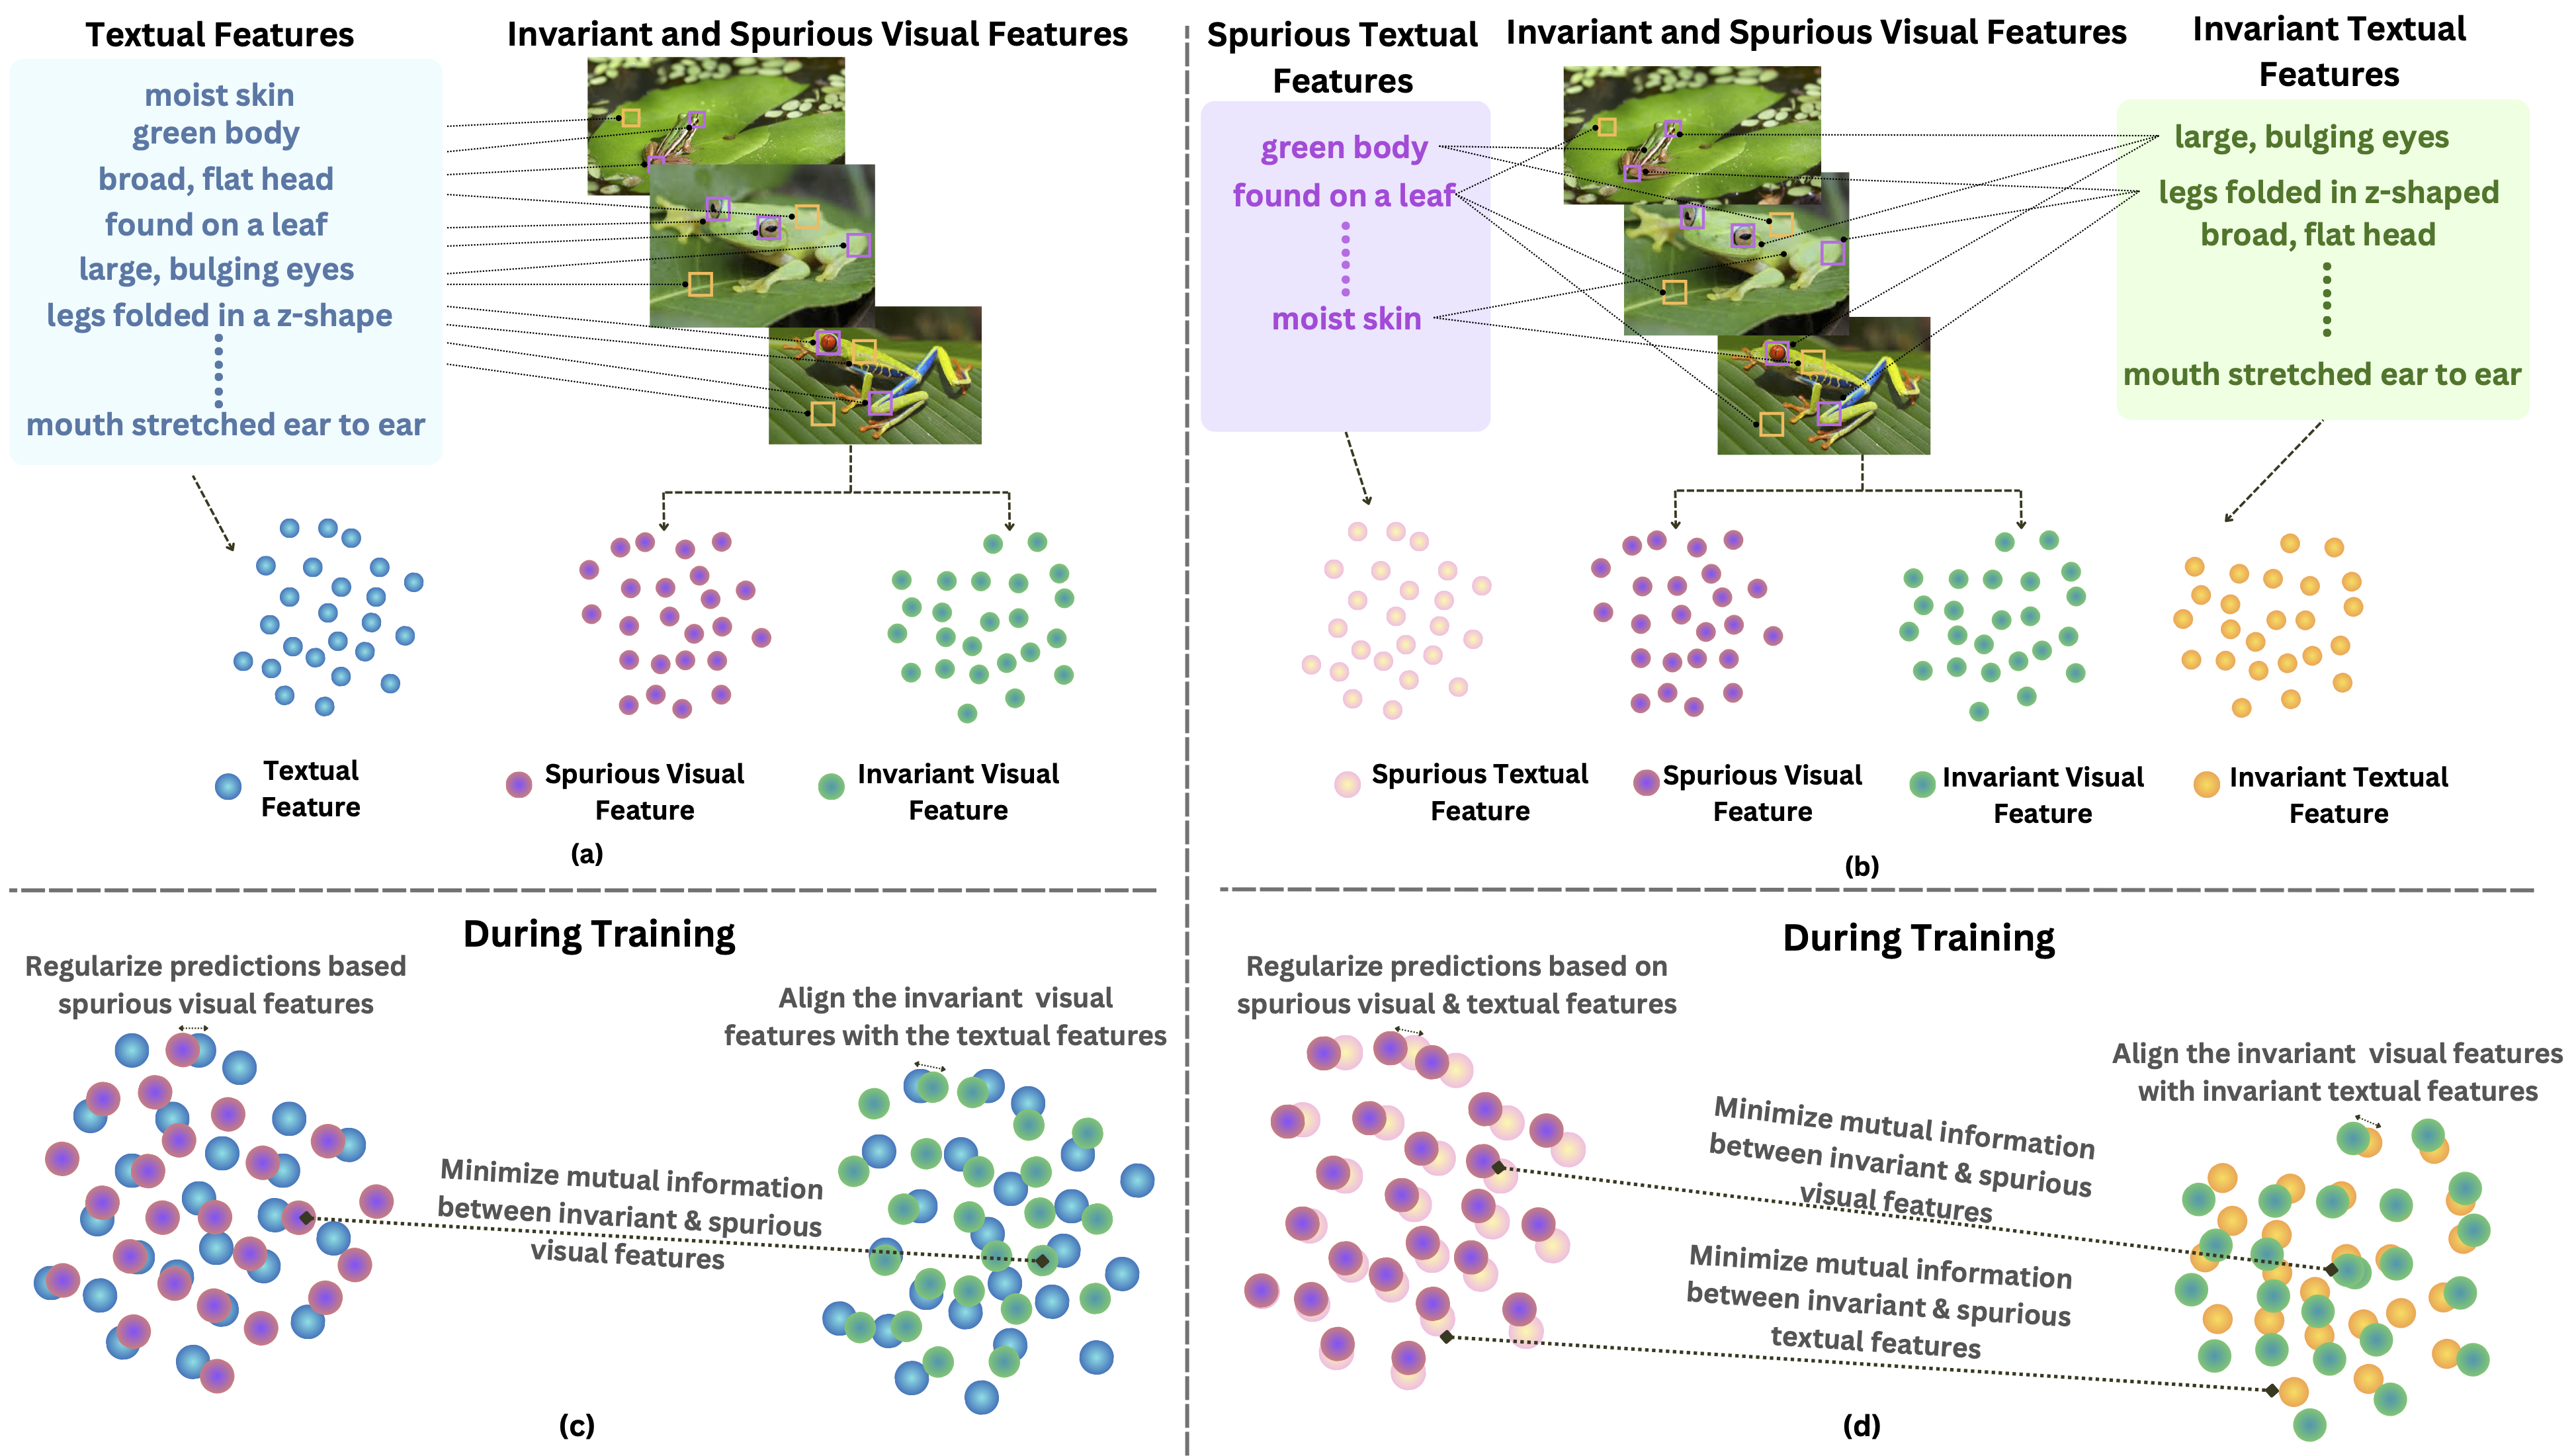 Textual Features
Invariant and Spurious Visual Features
moist skin
green body
broad, flat head
found on a leaf
large, bulging eyes
legs folded in a z-shape
mouth stretched ear to ear
Textual
Feature
Spurious Visual
Feature
Invariant Visual
Feature
(a)
Spurious Textual
Features
Invariant and Spurious Visual Features
Invariant Textual
Features
green body
found on a leaf
moist skin
large, bulging eyes
legs folded in z-shaped
broad, flat head
mouth stretched ear to ear
Spurious Textual
Feature
Spurious Visual
Feature
Invariant Visual
Feature
Invariant Textual
Feature
(b)
During Training
Regularize predictions based
spurious visual features
Align the invariant visual
features with the textual features
Minimize mutual information
between invariant & spurious
visual features
(c)
During Training
Regularize predictions based on
spurious visual & textual features
Align the invariant visual features
with invariant textual features
Minimize mutual information
between invariant & spurious
visual features
Minimize mutual information
between invariant & spurious
textual features
(d)